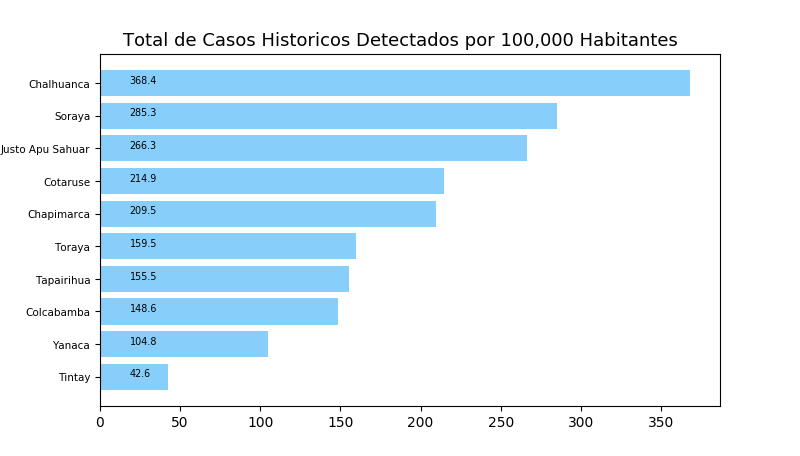 Total de Casos Historicos Detectados por 100,000 Habitantes
Chalhuanca 368.4
Soraya 285.3
Justo Apu Sahuar 266.3
Cotaruse 214.9
Chapimarca 209.5
Toraya 159.5
Tapairihua 155.5
Colcabamba 148.6
Yanaca 104.8
Tintay 42.6
0 50 100 150 200 250 300 350